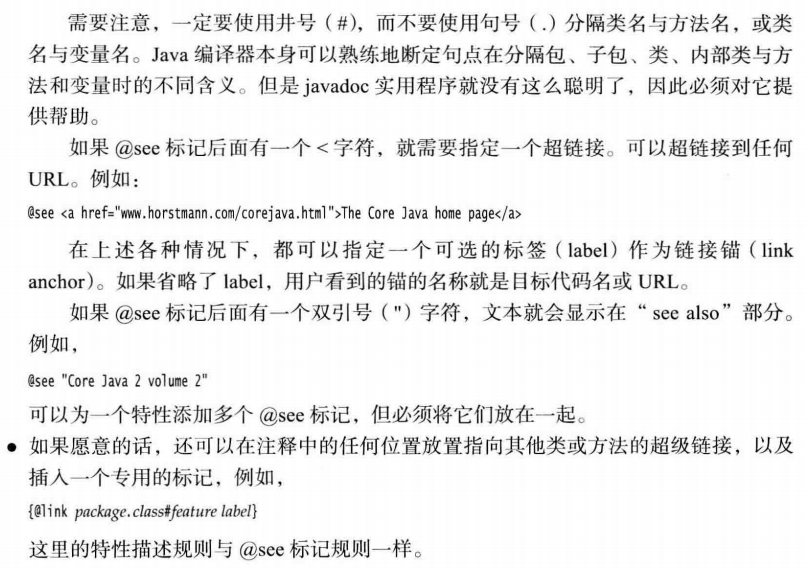 需要注意，一定要使用井号（#），而不要使用句号（.）分隔类名与方法名，或类
名与变量名。Java 编译器本身可以熟练地断定句点在分隔包、子包、类、内部类与方
法和变量时的不同含义。但是 javadoc 实用程序就没有这么聪明了，因此必须对它提
供帮助。
如果 @see 标记后面有一个 < 字符，就需要指定一个超链接。可以超链接到任何
URL。例如：
@see <a href="www.horstmann.com/corejava.html">The Core Java home page</a>
在上述各种情况下，都可以指定一个可选的标签（label）作为链接锚（link
anchor）。如果省略了 label，用户看到的锚的名称就是目标代码名或 URL。
如果 @see 标记后面有一个双引号（"）字符，文本就会显示在“ see also”部分。
例如，
@see "Core Java 2 volume 2"
可以为一个特性添加多个 @see 标记，但必须将它们放在一起。
● 如果愿意的话，还可以在注释中的任何位置放置指向其他类或方法的超级链接，以及
插入一个专用的标记，例如，
{@link package.class#feature label}
这里的特性描述规则与 @see 标记规则一样。